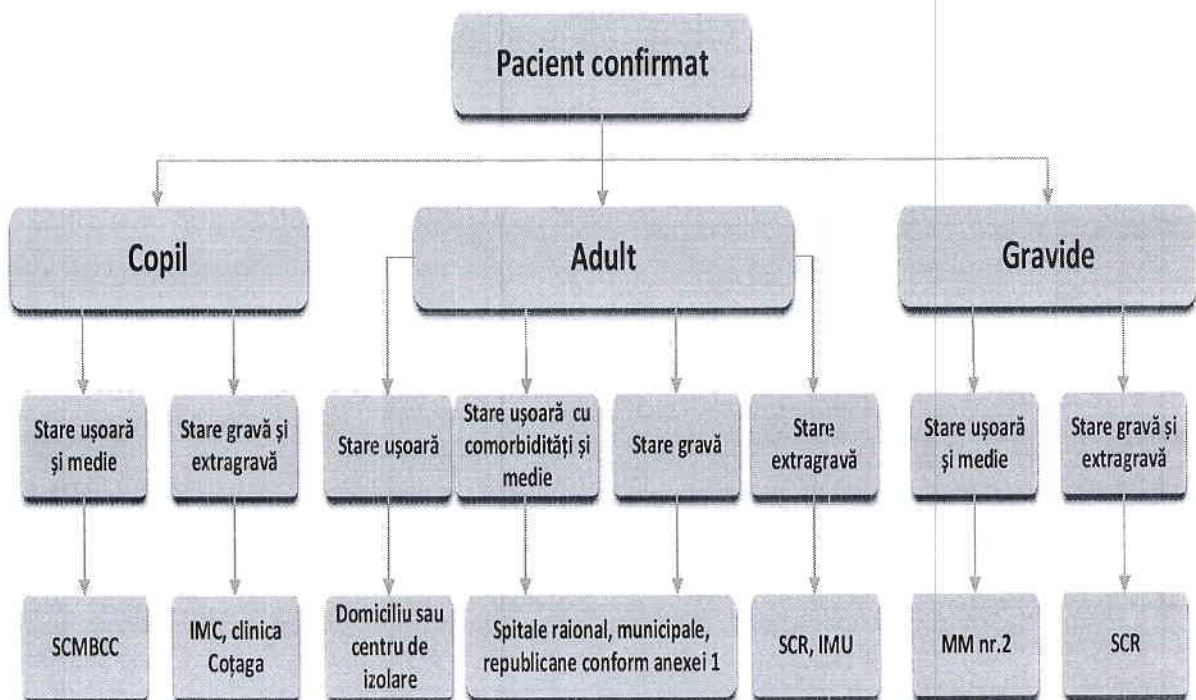 Pacient confirmat
Copil
Adult
Gravide
Stare ușoară
și medie
Stare gravă și
extragravă
Stare ușoară
Stare ușoară cu
comorbidități și
medie
Stare gravă
Stare
extragravă
Stare ușoară
și medie
Stare gravă și
extragravă
SCMBCC
IMC, clinica
Coțaga
Domiciliu sau
centru de
izolare
Spitale raional, municipale,
republicane conform anexei 1
SCR, IMU
MM nr.2
SCR